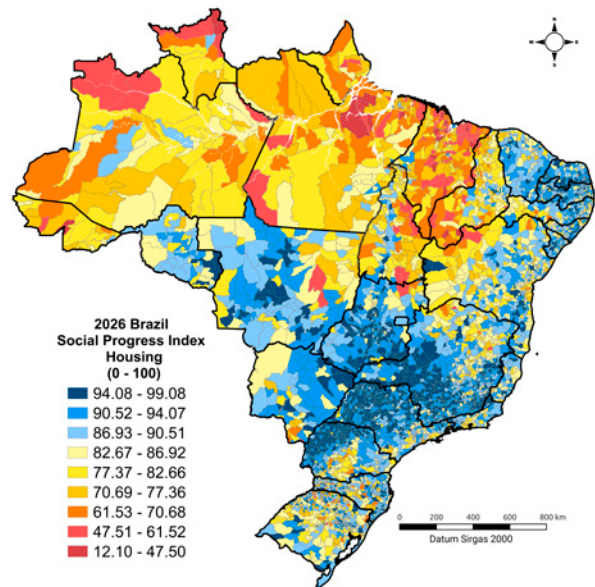 N
W
E
S
2026 Brazil
Social Progress Index
Housing
(0 - 100)
94.08 - 99.08
90.52 - 94.07
86.93 - 90.51
82.67 - 86.92
77.37 - 82.66
70.69 - 77.36
61.53 - 70.68
47.51 - 61.52
12.10 - 47.50
0 200 400 600 800 km
Datum Sirgas 2000